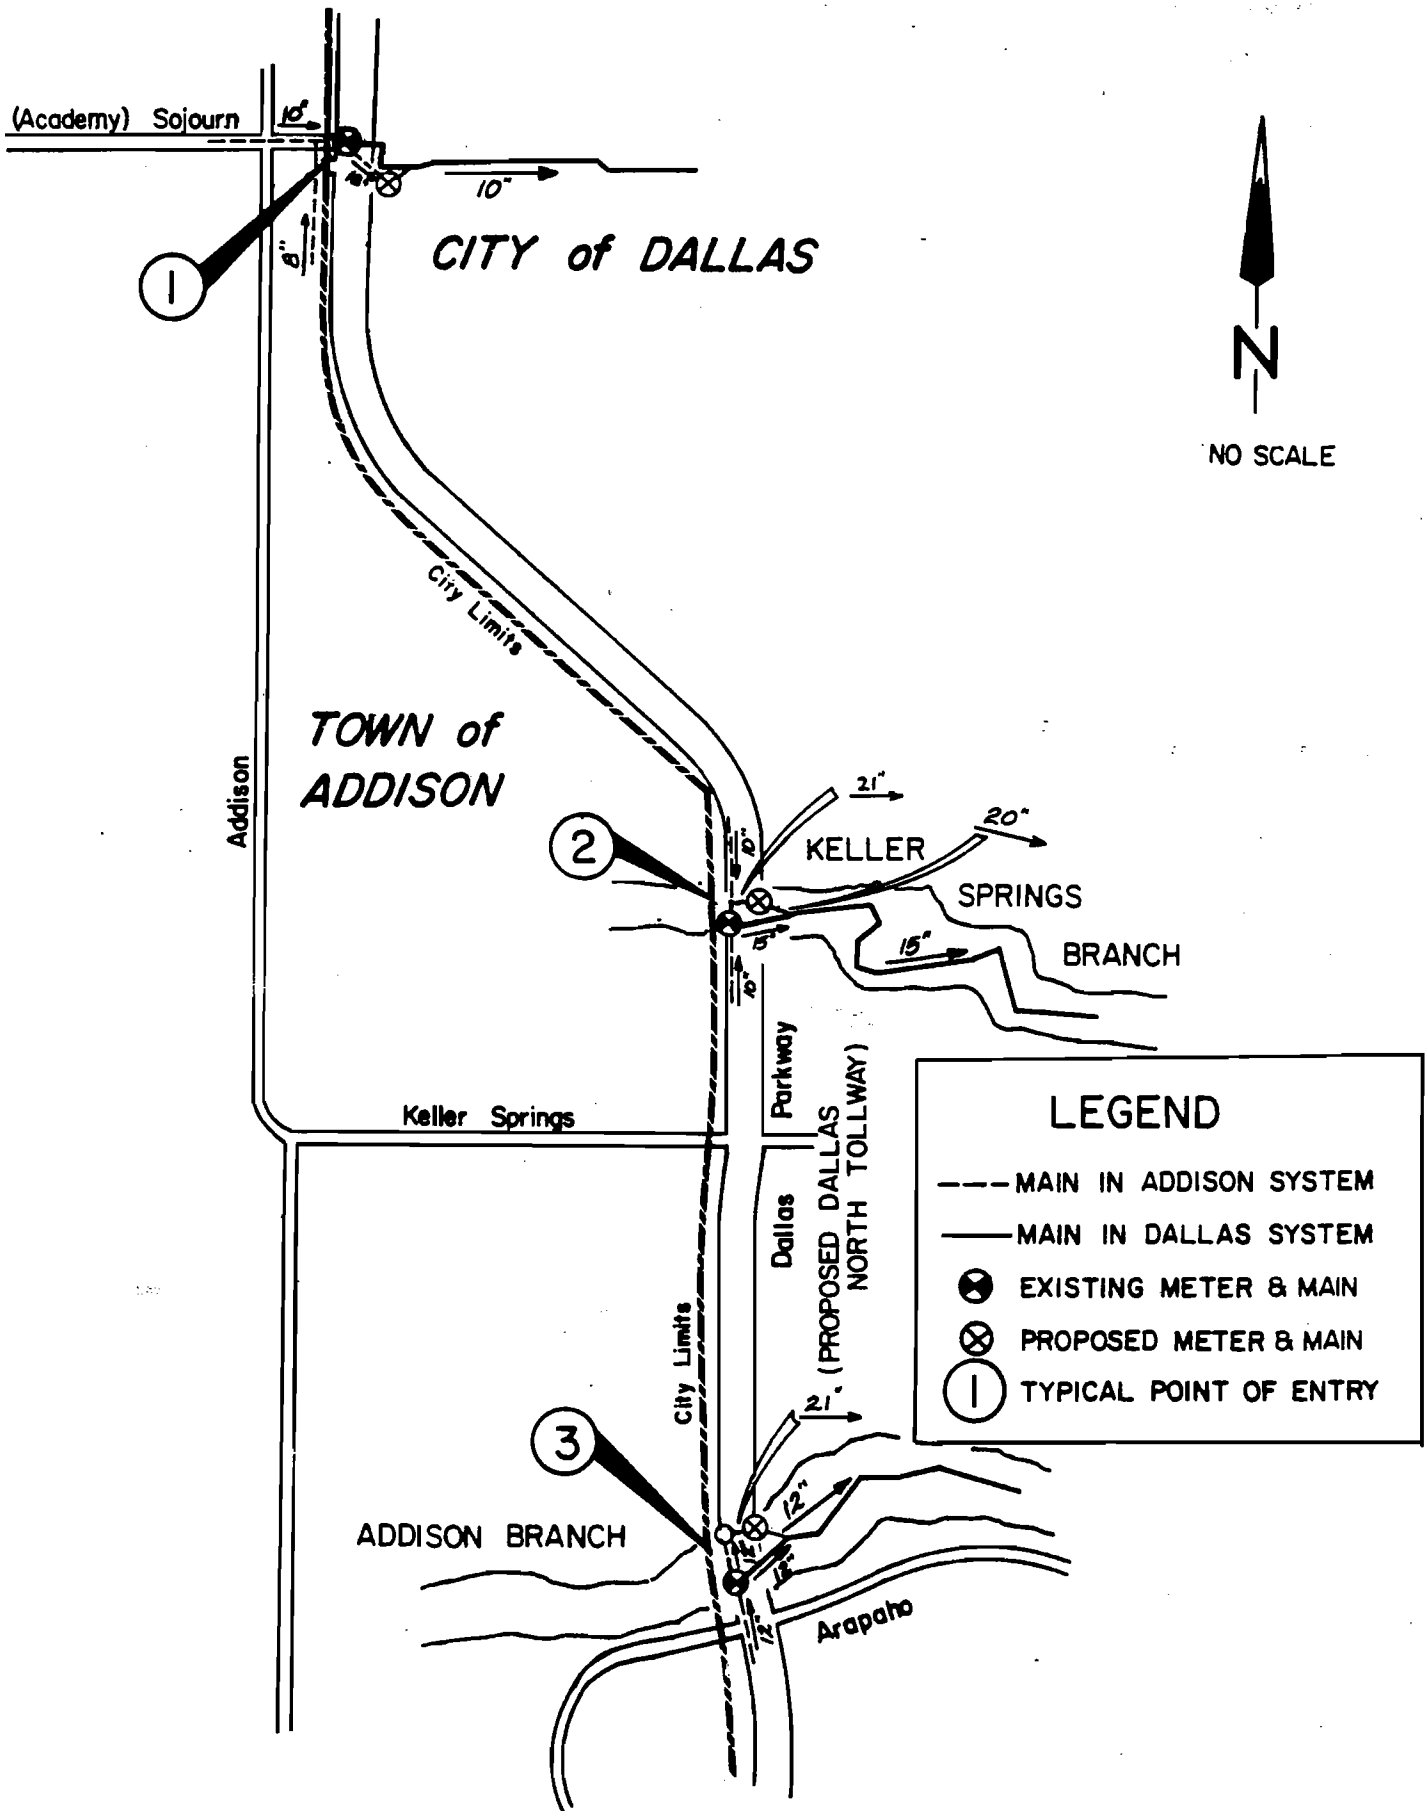 (Academy) Sojourn
10"
10"
8"
1
CITY of DALLAS
N
NO SCALE
City Limits
TOWN of
ADDISON
Addison
2
21"
20"
10"
KELLER
SPRINGS
BRANCH
15"
15"
10"
Parkway
Keller Springs
Dallas
(PROPOSED DALLAS
NORTH TOLLWAY)
City Limits
LEGEND
MAIN IN ADDISON SYSTEM
MAIN IN DALLAS SYSTEM
EXISTING METER & MAIN
PROPOSED METER & MAIN
1 TYPICAL POINT OF ENTRY
3
21"
12"
ADDISON BRANCH
12"
12"
12"
Arapaho